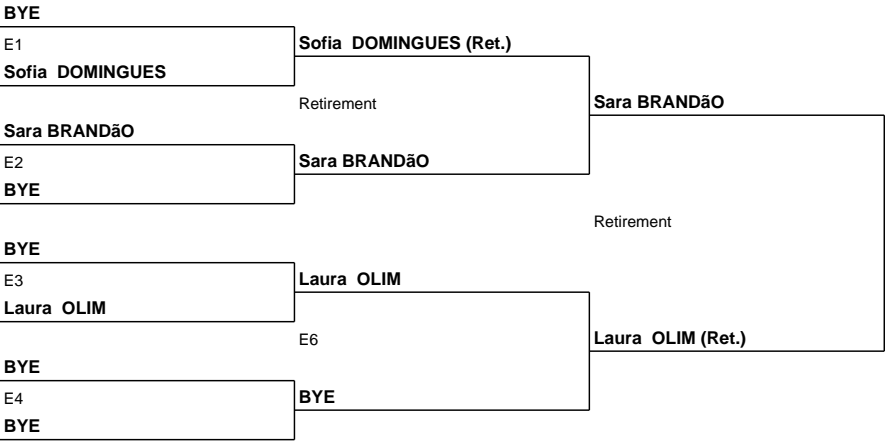 BYE
E1
Sofia DOMINGUES (Ret.)
Sofia DOMINGUES
Retirement
Sara BRANDãO
Sara BRANDãO
E2
Sara BRANDãO
BYE
Retirement
BYE
E3
Laura OLIM
Laura OLIM
E6
Laura OLIM (Ret.)
BYE
E4
BYE
BYE